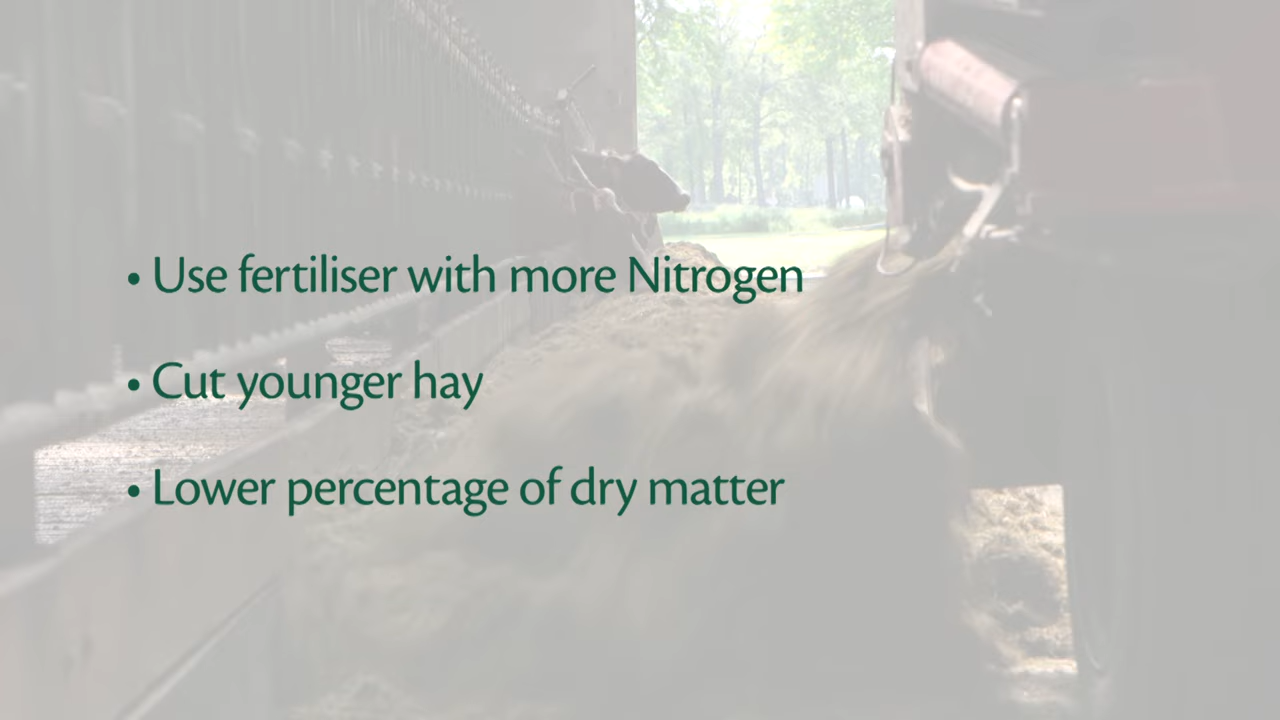 • Use fertiliser with more Nitrogen
• Cut younger hay
• Lower percentage of dry matter